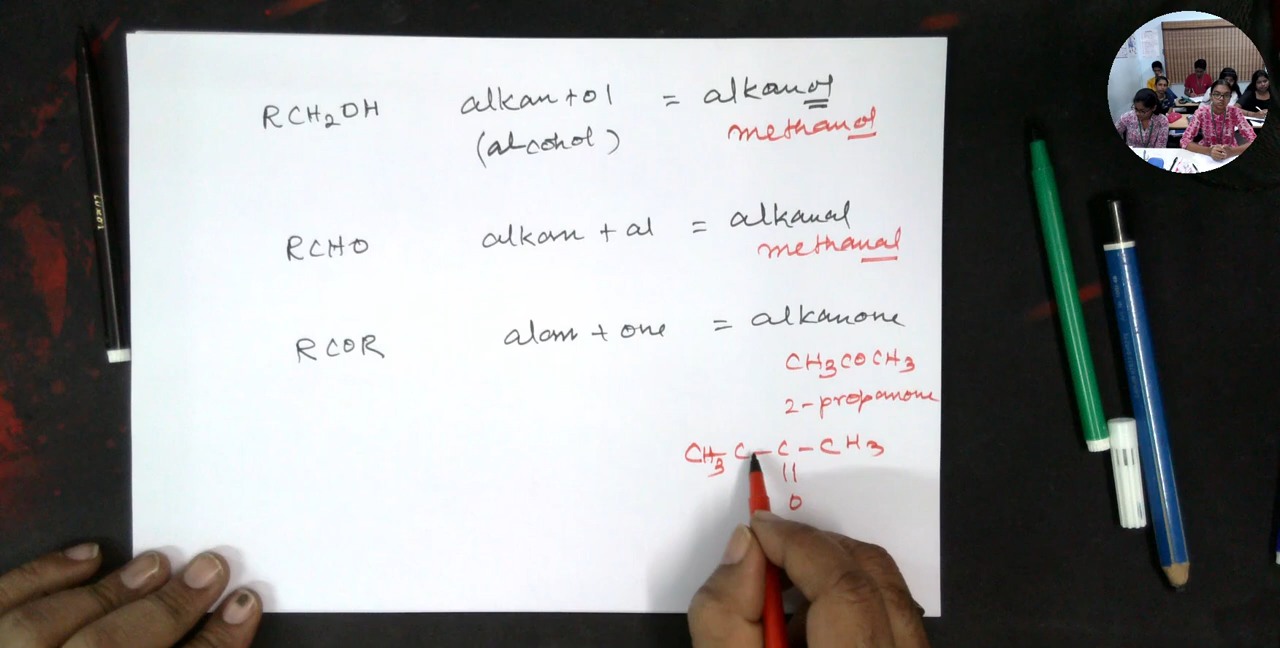 RCH2OH alkan + ol = alkanol
(alcohol) methanol
RCHO alkan + al = alkanal
methanal
RCOR alan + one = alkanone
CH3COCH3
2-propanone
CH3 C - C - CH3
||
O
LUXOR